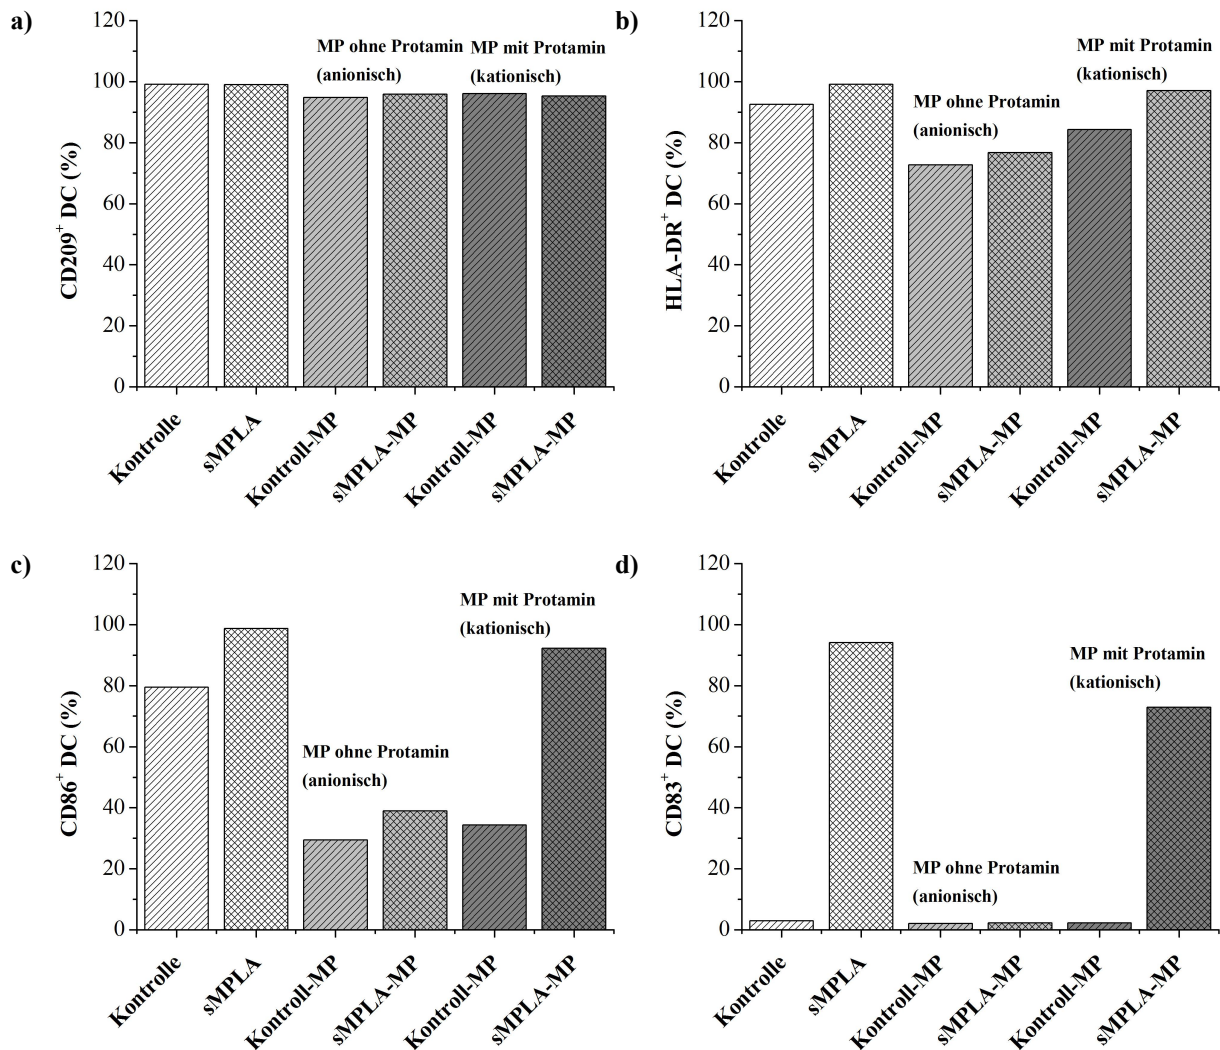 a)
CD209+ DC (%)
120
100
80
60
40
20
0
MP ohne Protamin
(anionisch)
MP mit Protamin
(kationisch)
Kontrolle
sMPLA
Kontroll-MP
sMPLA-MP
Kontroll-MP
sMPLA-MP
b)
HLA-DR+ DC (%)
120
100
80
60
40
20
0
MP mit Protamin
(kationisch)
MP ohne Protamin
(anionisch)
Kontrolle
sMPLA
Kontroll-MP
sMPLA-MP
Kontroll-MP
sMPLA-MP
c)
CD86+ DC (%)
120
100
80
60
40
20
0
MP mit Protamin
(kationisch)
MP ohne Protamin
(anionisch)
Kontrolle
sMPLA
Kontroll-MP
sMPLA-MP
Kontroll-MP
sMPLA-MP
d)
CD83+ DC (%)
120
100
80
60
40
20
0
MP mit Protamin
(kationisch)
MP ohne Protamin
(anionisch)
Kontrolle
sMPLA
Kontroll-MP
sMPLA-MP
Kontroll-MP
sMPLA-MP